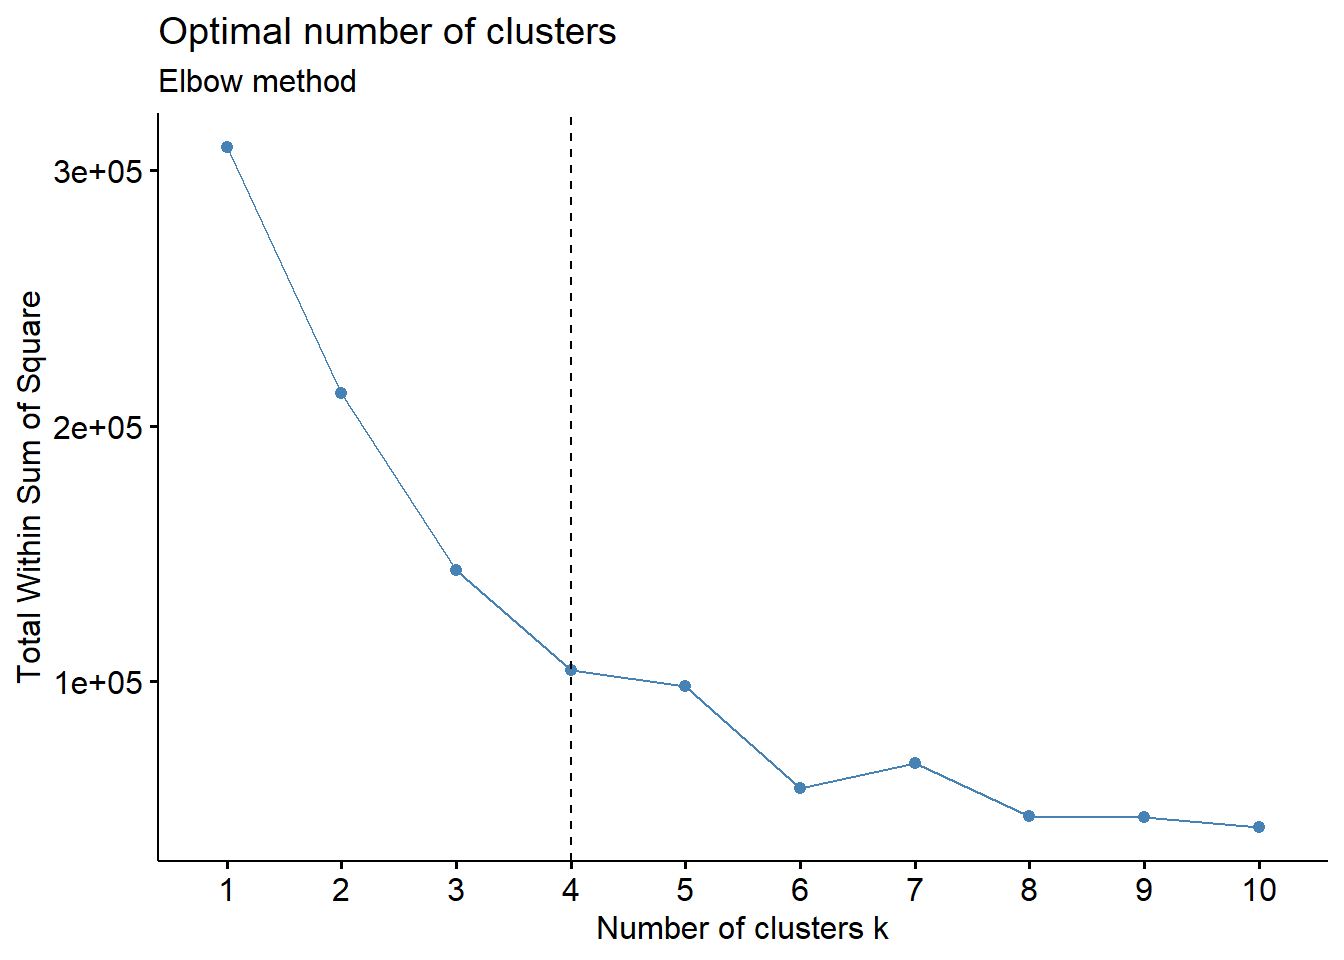 Optimal number of clusters
Elbow method
Total Within Sum of Square
3e+05
2e+05
1e+05
1 2 3 4 5 6 7 8 9 10
Number of clusters k